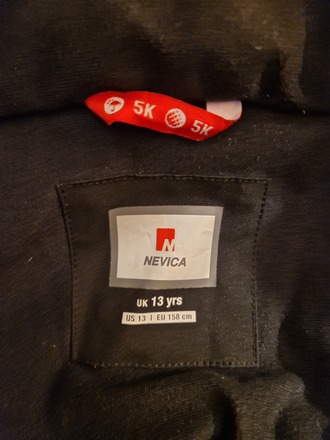 5K 5K
N
NEVICA
UK 13 yrs
US 13 | EU 158 cm